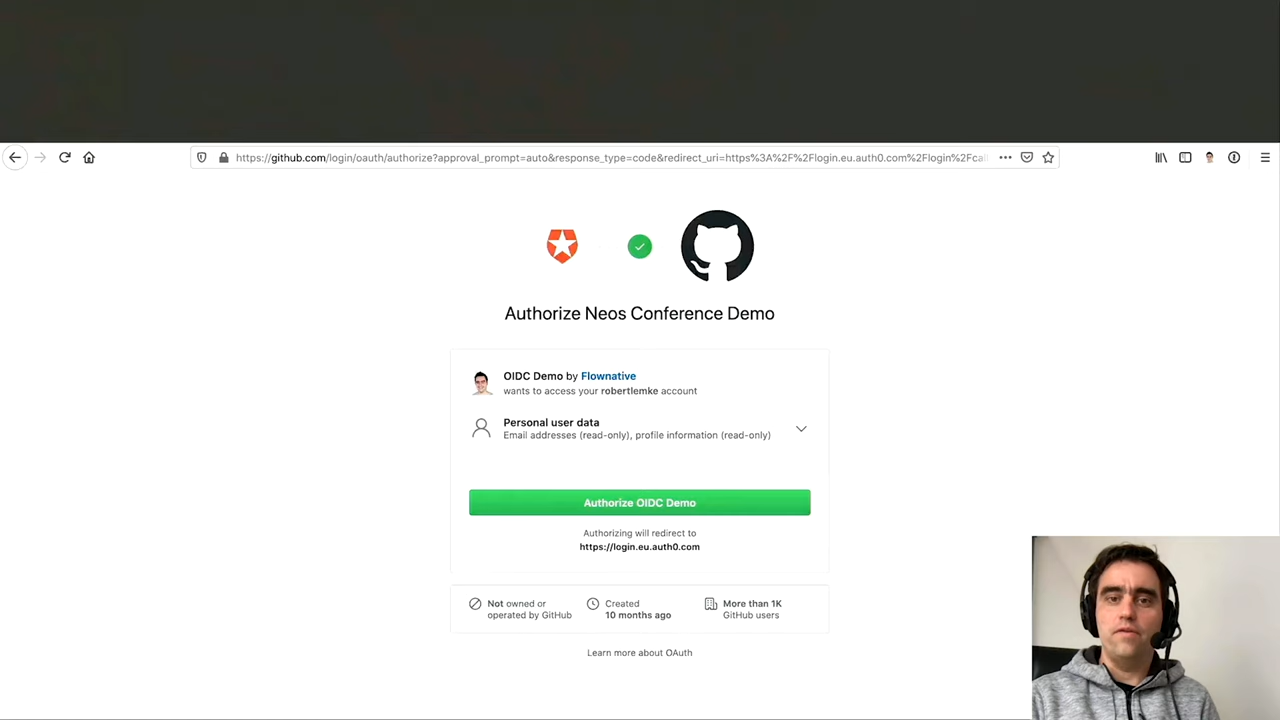 https://github.com/login/oauth/authorize?approval_prompt=auto&response_type=code&redirect_uri=https%3A%2F%2Flogin.eu.auth0.com%2Flogin%2Fcal
Authorize Neos Conference Demo
OIDC Demo by Flownative
wants to access your robertlemke account
Personal user data
Email addresses (read-only), profile information (read-only)
Authorize OIDC Demo
Authorizing will redirect to
https://login.eu.auth0.com
Not owned or
operated by GitHub
Created
10 months ago
More than 1K
GitHub users
Learn more about OAuth